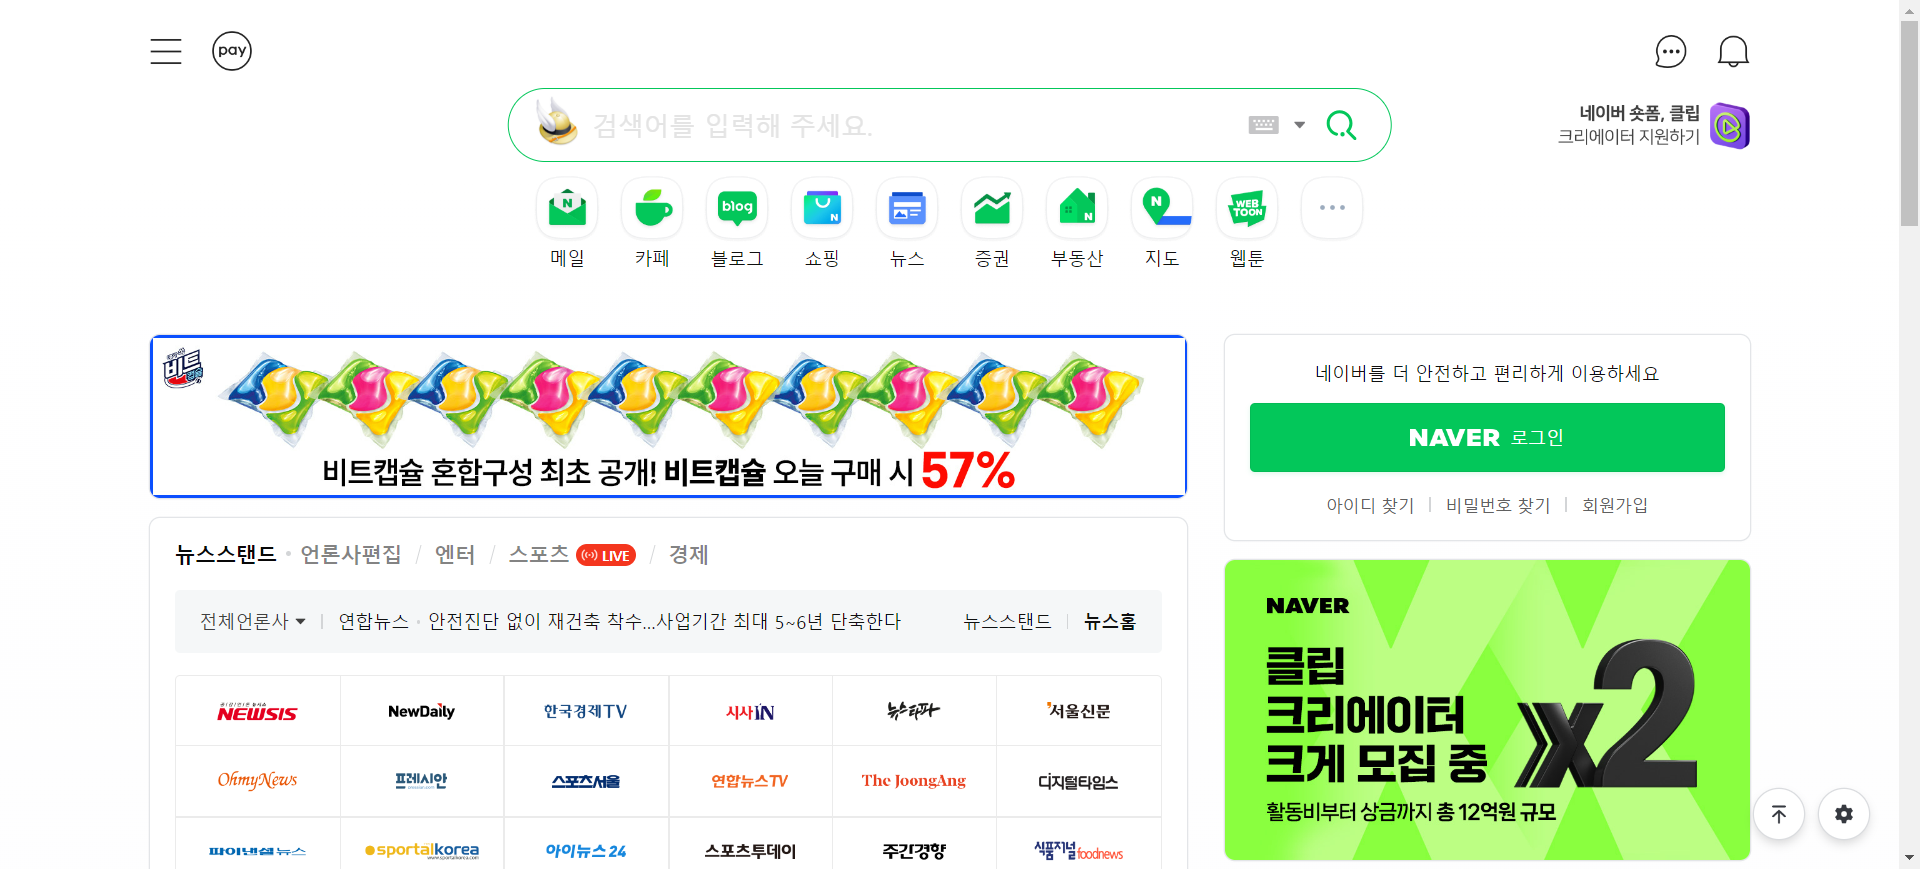 pay
검색어를 입력해 주세요.
네이버 숏폼, 클립
크리에이터 지원하기
N
blog
N
N
N
WEB
TOON
메일
카페
블로그
쇼핑
뉴스
증권
부동산
지도
웹툰
비트
비트캡슐 혼합구성 최초 공개! 비트캡슐 오늘 구매 시 57%
네이버를 더 안전하고 편리하게 이용하세요
NAVER 로그인
아이디 찾기
비밀번호 찾기
회원가입
뉴스스탠드 언론사편집 / 엔터 / 스포츠 LIVE / 경제
전체언론사
연합뉴스 안전진단 없이 재건축 착수...사업기간 최대 5~6년 단축한다
뉴스스탠드
뉴스홈
NEWSIS
NewDaily
한국경제TV
시사IN
뉴스타파
서울신문
OhmyNews
프레시안
스포츠서울
연합뉴스TV
The JoongAng
디지털타임스
파이낸셜뉴스
sportalkorea
www.sportalkorea.com
아이뉴스24
스포츠투데이
주간경향
식품저널 foodnews
NAVER
클립
크리에이터
크게 모집 중
x2
활동비부터 상금까지 총 12억원 규모